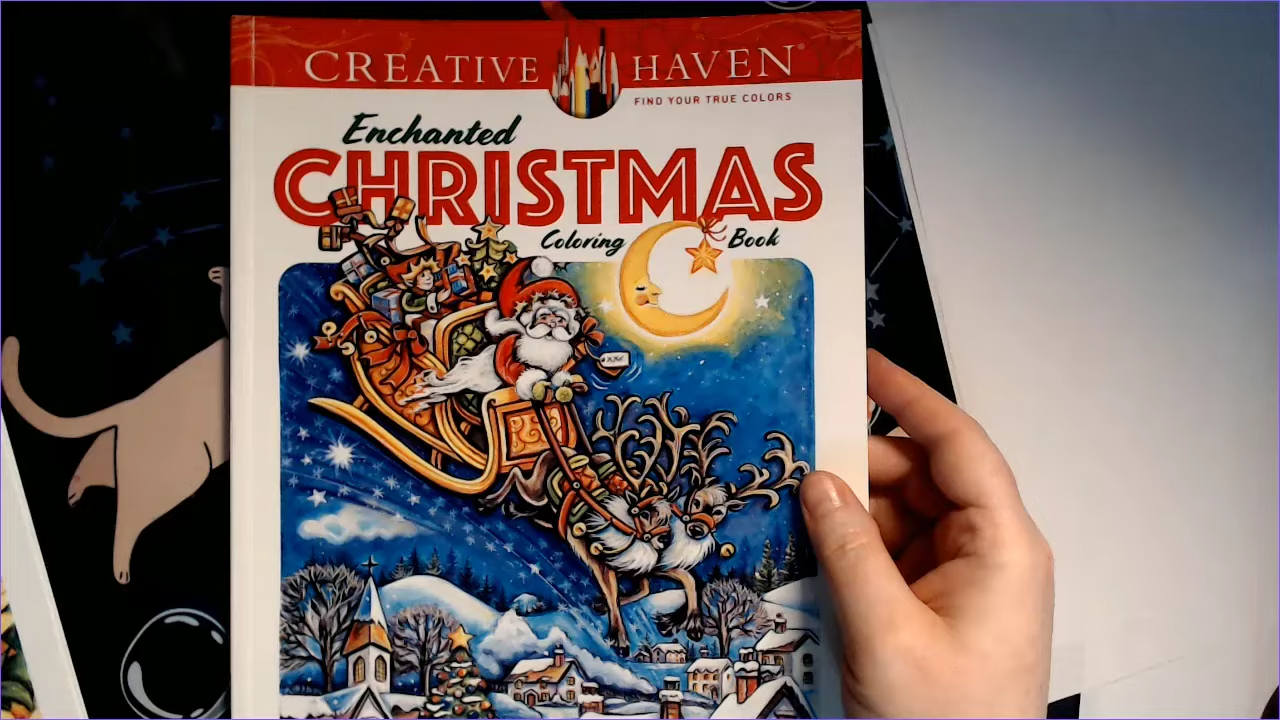 CREATIVE HAVEN®
FIND YOUR TRUE COLORS
Enchanted
CHRISTMAS
Coloring Book